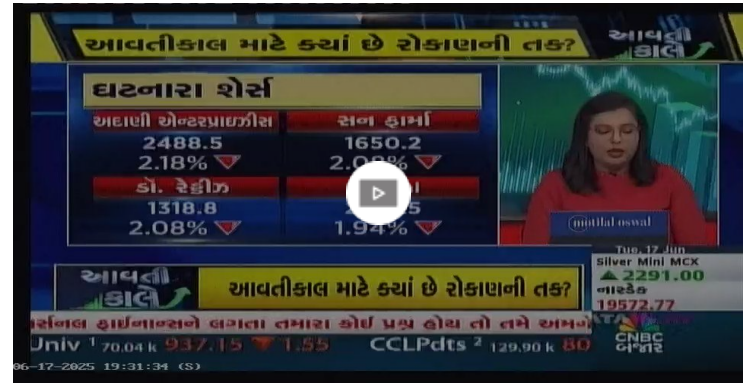 આવતીકાલ માટે ક્યાં છે રોકાણની તક?
આવતી
કાલે
ઘટનારા શેર્સ
અદાણી એન્ટરપ્રાઇઝીસ
સન ફાર્મા
2488.5
1650.2
2.18%
ડો. રેડ્ડીઝ
1318.8
2.08%
1.94%
motilal oswal
Tue, 17 Jun
Silver Mini MCX
2291.00
નાસ્ડેક
19572.77
આવતી
કાલે
આવતીકાલ માટે ક્યાં છે રોકાણની તક?
ર્સનલ ફાઇનાન્સને લગતા તમારા કોઈ પ્રશ્ન હોય તો તમે અમને
Univ 1 70.04 k 937.15 1.55 CCLPdts 2 129.90 k 80
CNBC
બજાર
06-17-2025 19:31:34 (S)